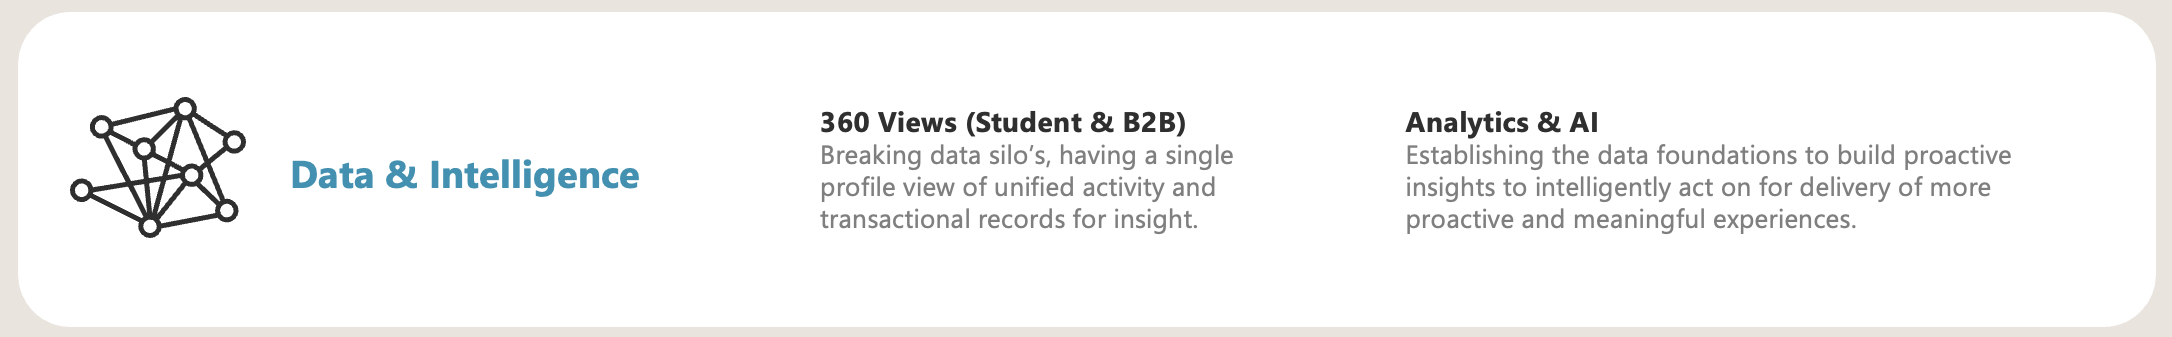 Data & Intelligence
360 Views (Student & B2B)
Breaking data silo’s, having a single
profile view of unified activity and
transactional records for insight.
Analytics & AI
Establishing the data foundations to build proactive
insights to intelligently act on for delivery of more
proactive and meaningful experiences.